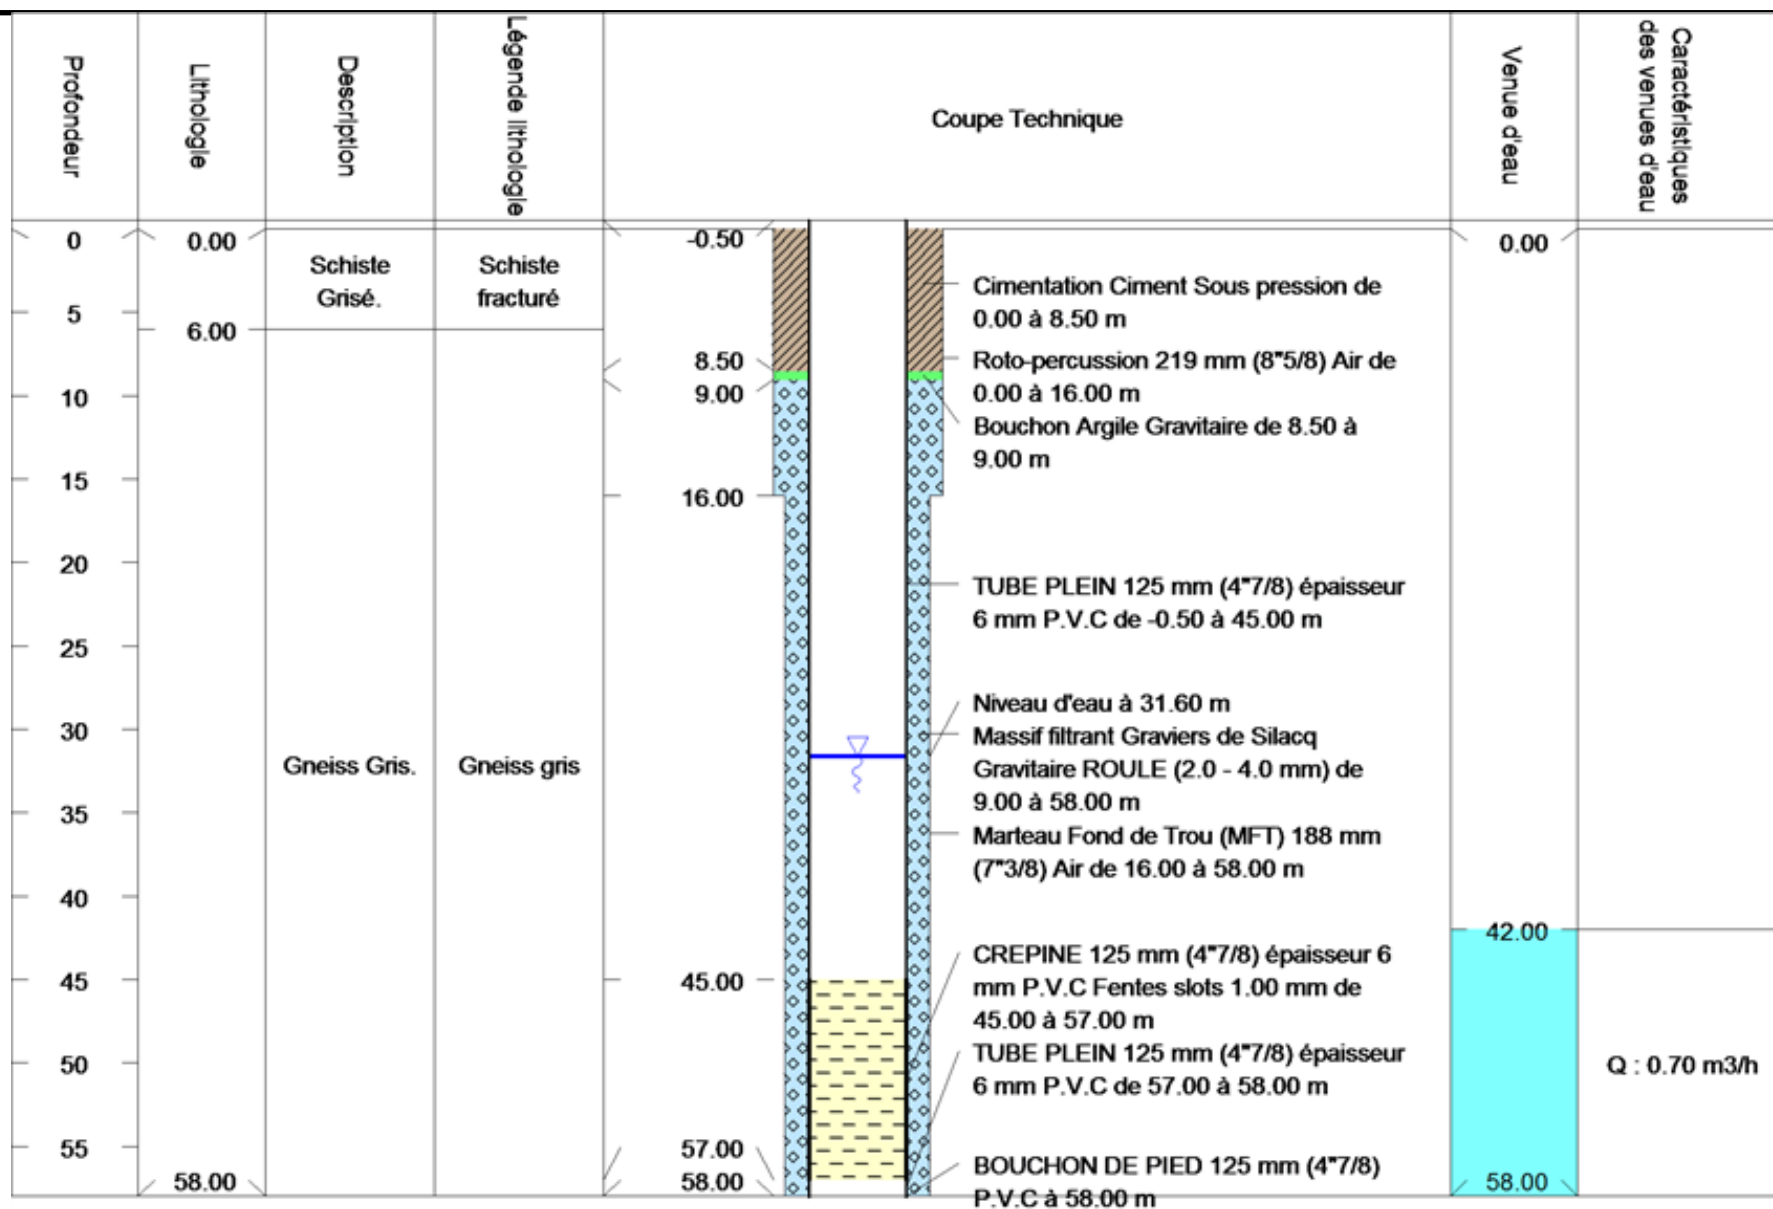 Profondeur
Lithologie
Description
Légende lithologie
Coupe Technique
Venue d'eau
Caractéristiques
des venues d'eau
0
5
10
15
20
25
30
35
40
45
50
55
0.00
6.00
58.00
Schiste
Grisé.
Gneiss Gris.
Schiste
fracturé
Gneiss gris
-0.50
8.50
9.00
16.00
45.00
57.00
58.00
Cimentation Ciment Sous pression de
0.00 à 8.50 m
Roto-percussion 219 mm (8"5/8) Air de
0.00 à 16.00 m
Bouchon Argile Gravitaire de 8.50 à
9.00 m
TUBE PLEIN 125 mm (4"7/8) épaisseur
6 mm P.V.C de -0.50 à 45.00 m
Niveau d'eau à 31.60 m
Massif filtrant Graviers de Silacq
Gravitaire ROULE (2.0 - 4.0 mm) de
9.00 à 58.00 m
Marteau Fond de Trou (MFT) 188 mm
(7"3/8) Air de 16.00 à 58.00 m
CREPINE 125 mm (4"7/8) épaisseur 6
mm P.V.C Fentes slots 1.00 mm de
45.00 à 57.00 m
TUBE PLEIN 125 mm (4"7/8) épaisseur
6 mm P.V.C de 57.00 à 58.00 m
BOUCHON DE PIED 125 mm (4"7/8)
P.V.C à 58.00 m
0.00
42.00
58.00
Q : 0.70 m3/h